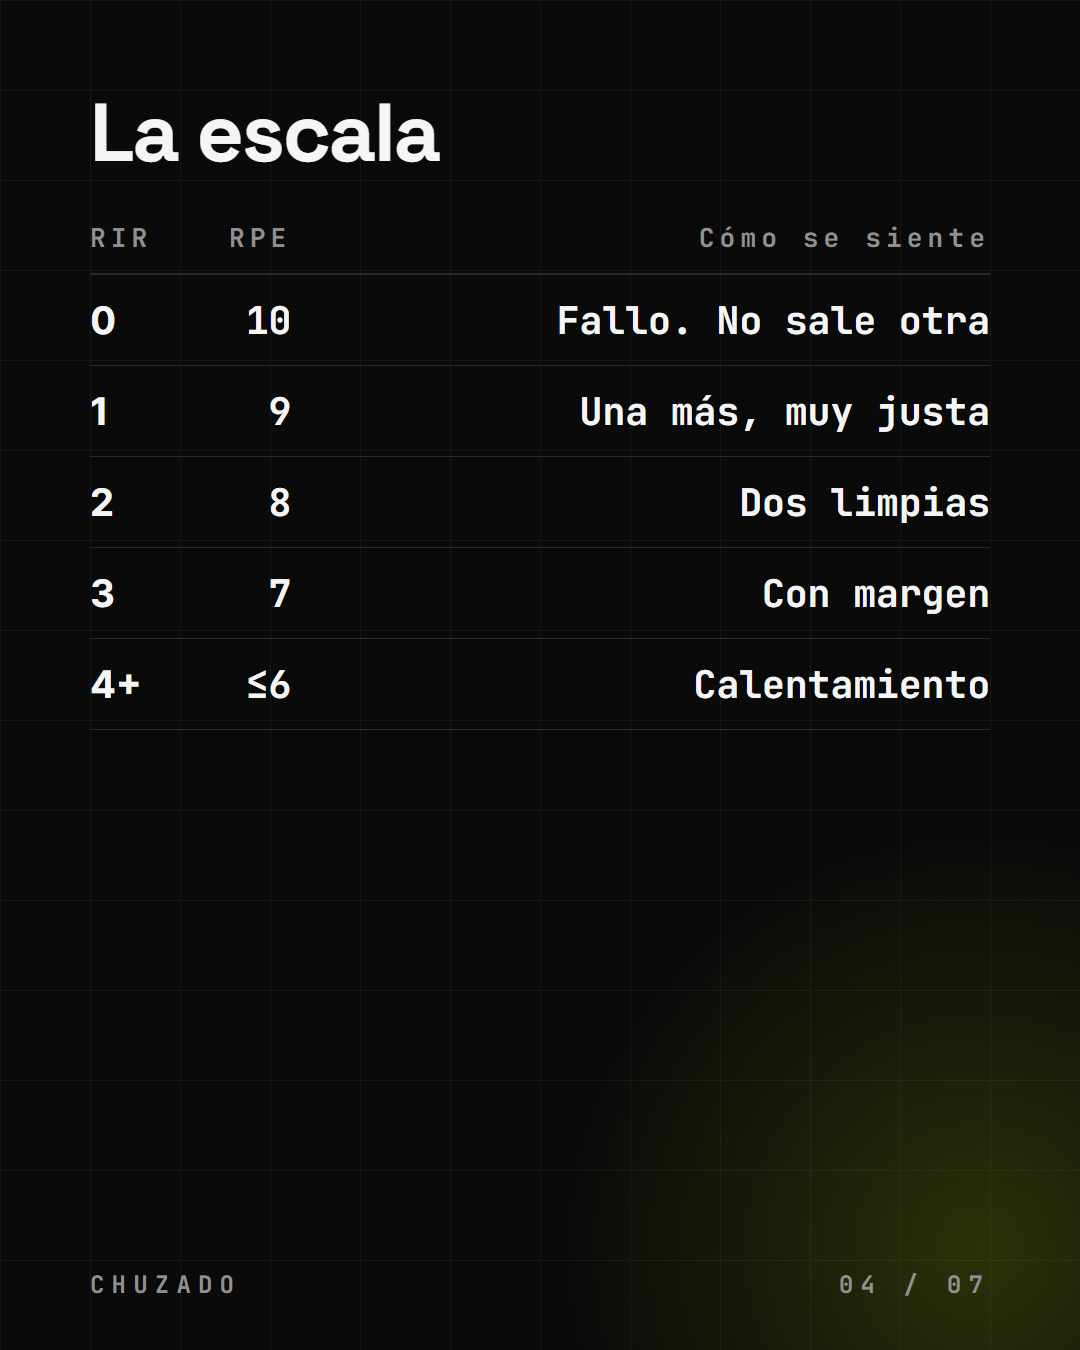 La escala
RIR RPE Cómo se siente
0 10 Fallo. No sale otra
1 9 Una más, muy justa
2 8 Dos limpias
3 7 Con margen
4+ ≤6 Calentamiento
CHUZADO 04 / 07